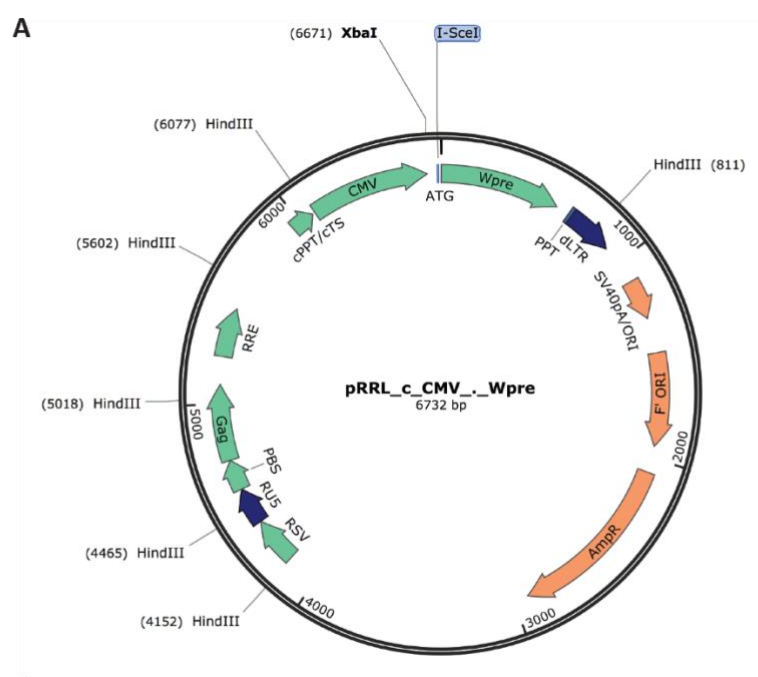 A
(6671) XbaI
I-SceI
(6077) HindIII
HindIII (811)
CMV
Wpre
ATG
6000
cPPT/cTS
PPT
dLTR
1000
(5602) HindIII
SV40pA/ORI
RRE
pRRL_c_CMV_._Wpre
6732 bp
F' ORI
(5018) HindIII
5000
Gag
2000
PBS
RU5
RSV
AmpR
(4465) HindIII
4000
3000
(4152) HindIII